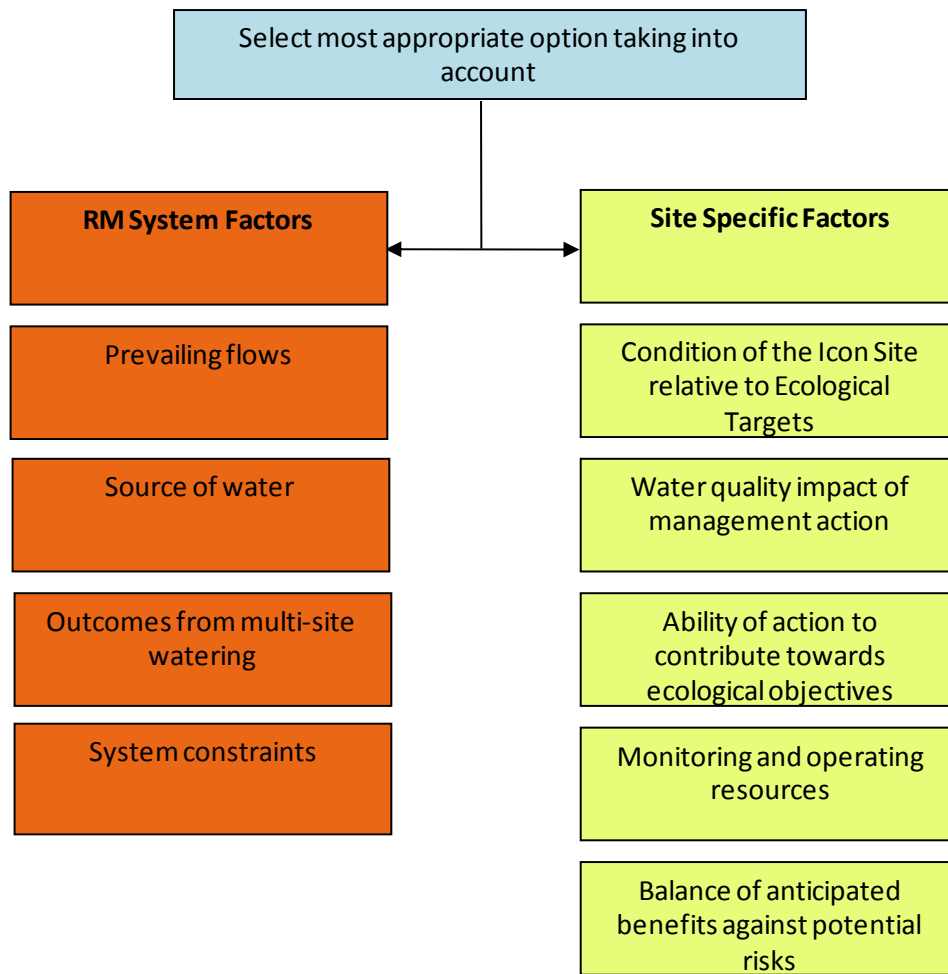 Select most appropriate option taking into
account
RM System Factors
Prevailing flows
Source of water
Outcomes from multi-site
watering
System constraints
Site Specific Factors
Condition of the Icon Site
relative to Ecological
Targets
Water quality impact of
management action
Ability of action to
contribute towards
ecological objectives
Monitoring and operating
resources
Balance of anticipated
benefits against potential
risks